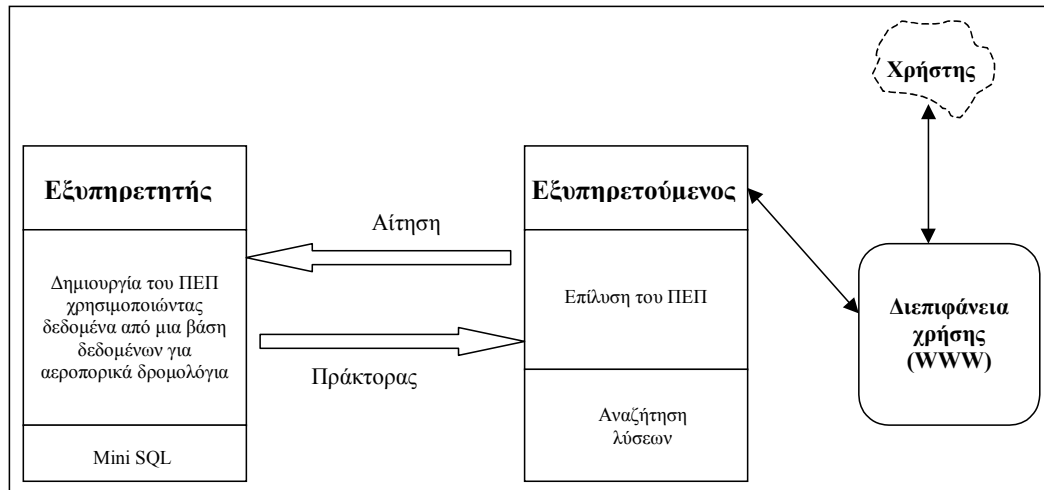 Χρήστης
Εξυπηρετητής
Εξυπηρετούμενος
Αίτηση
Δημιουργία του ΠΕΠ
χρησιμοποιώντας
δεδομένα από μια βάση
δεδομένων για
αεροπορικά δρομολόγια
Επίλυση του ΠΕΠ
Διεπιφάνεια
χρήσης
(WWW)
Πράκτορας
Αναζήτηση
λύσεων
Mini SQL